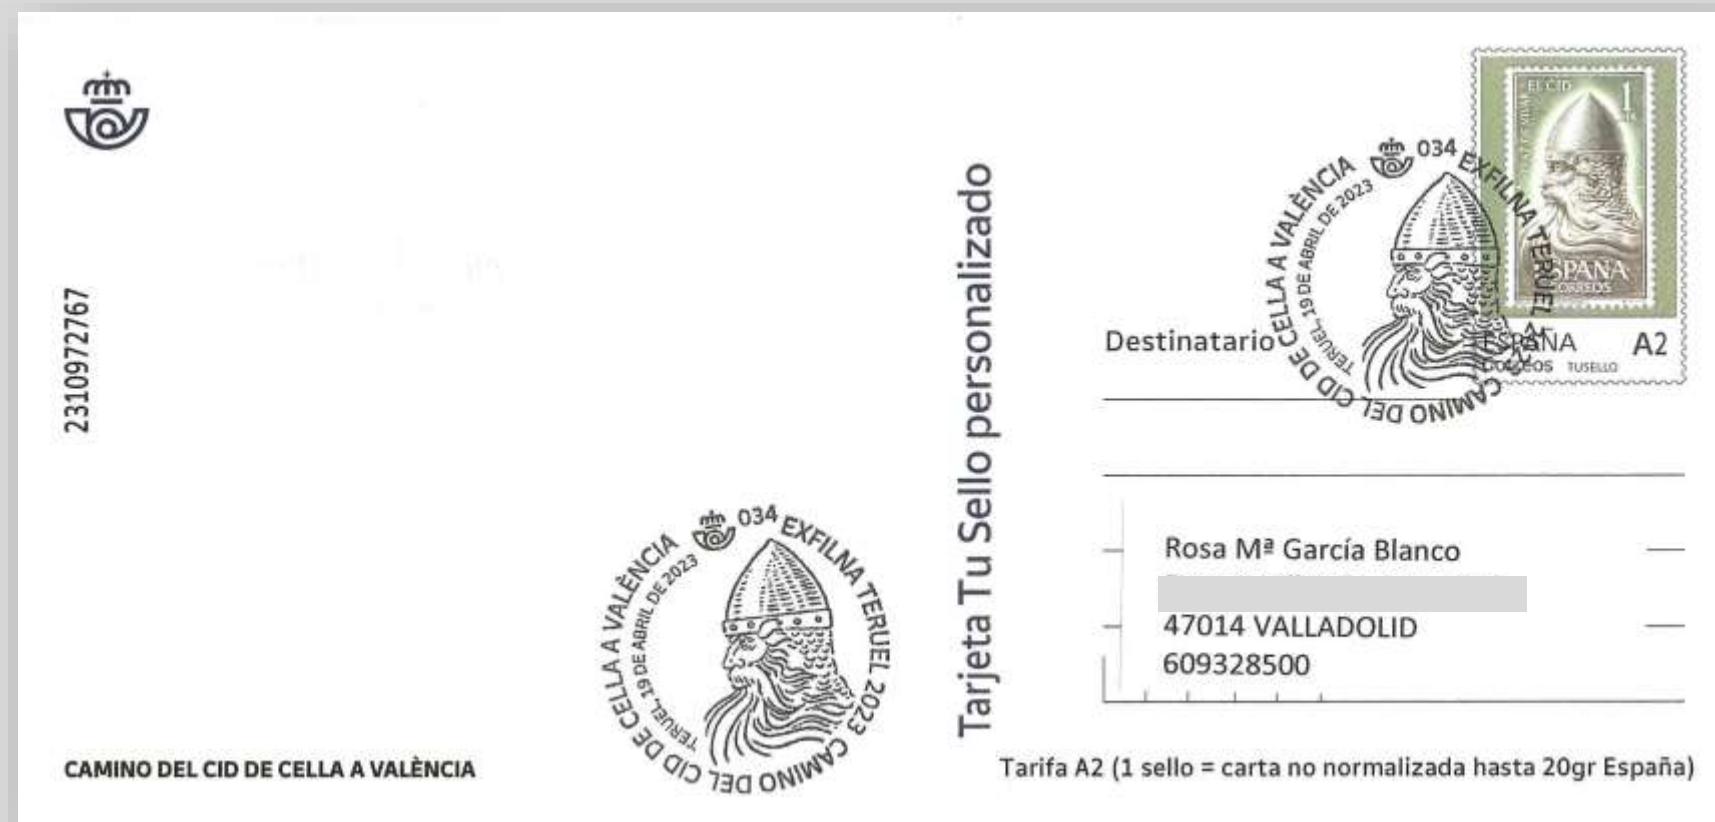 2310972767
CAMINO DEL CID DE CELLA A VALÈNCIA
034 EXFILNA TERUEL 2023 CAMINO DEL CID DE CELLA A VALÈNCIA
TERUEL, 19 DE ABRIL DE 2023
Tarjeta Tu Sello personalizado
034 EXFILNA TERUEL 2023 CAMINO DEL CID DE CELLA A VALÈNCIA
TERUEL, 19 DE ABRIL DE 2023
EL CID
1
ESPAÑA
CORREOS
ESPAÑA A2
CORREOS TUSELLO
Destinatario
Rosa Mª García Blanco
47014 VALLADOLID
609328500
Tarifa A2 (1 sello = carta no normalizada hasta 20gr España)